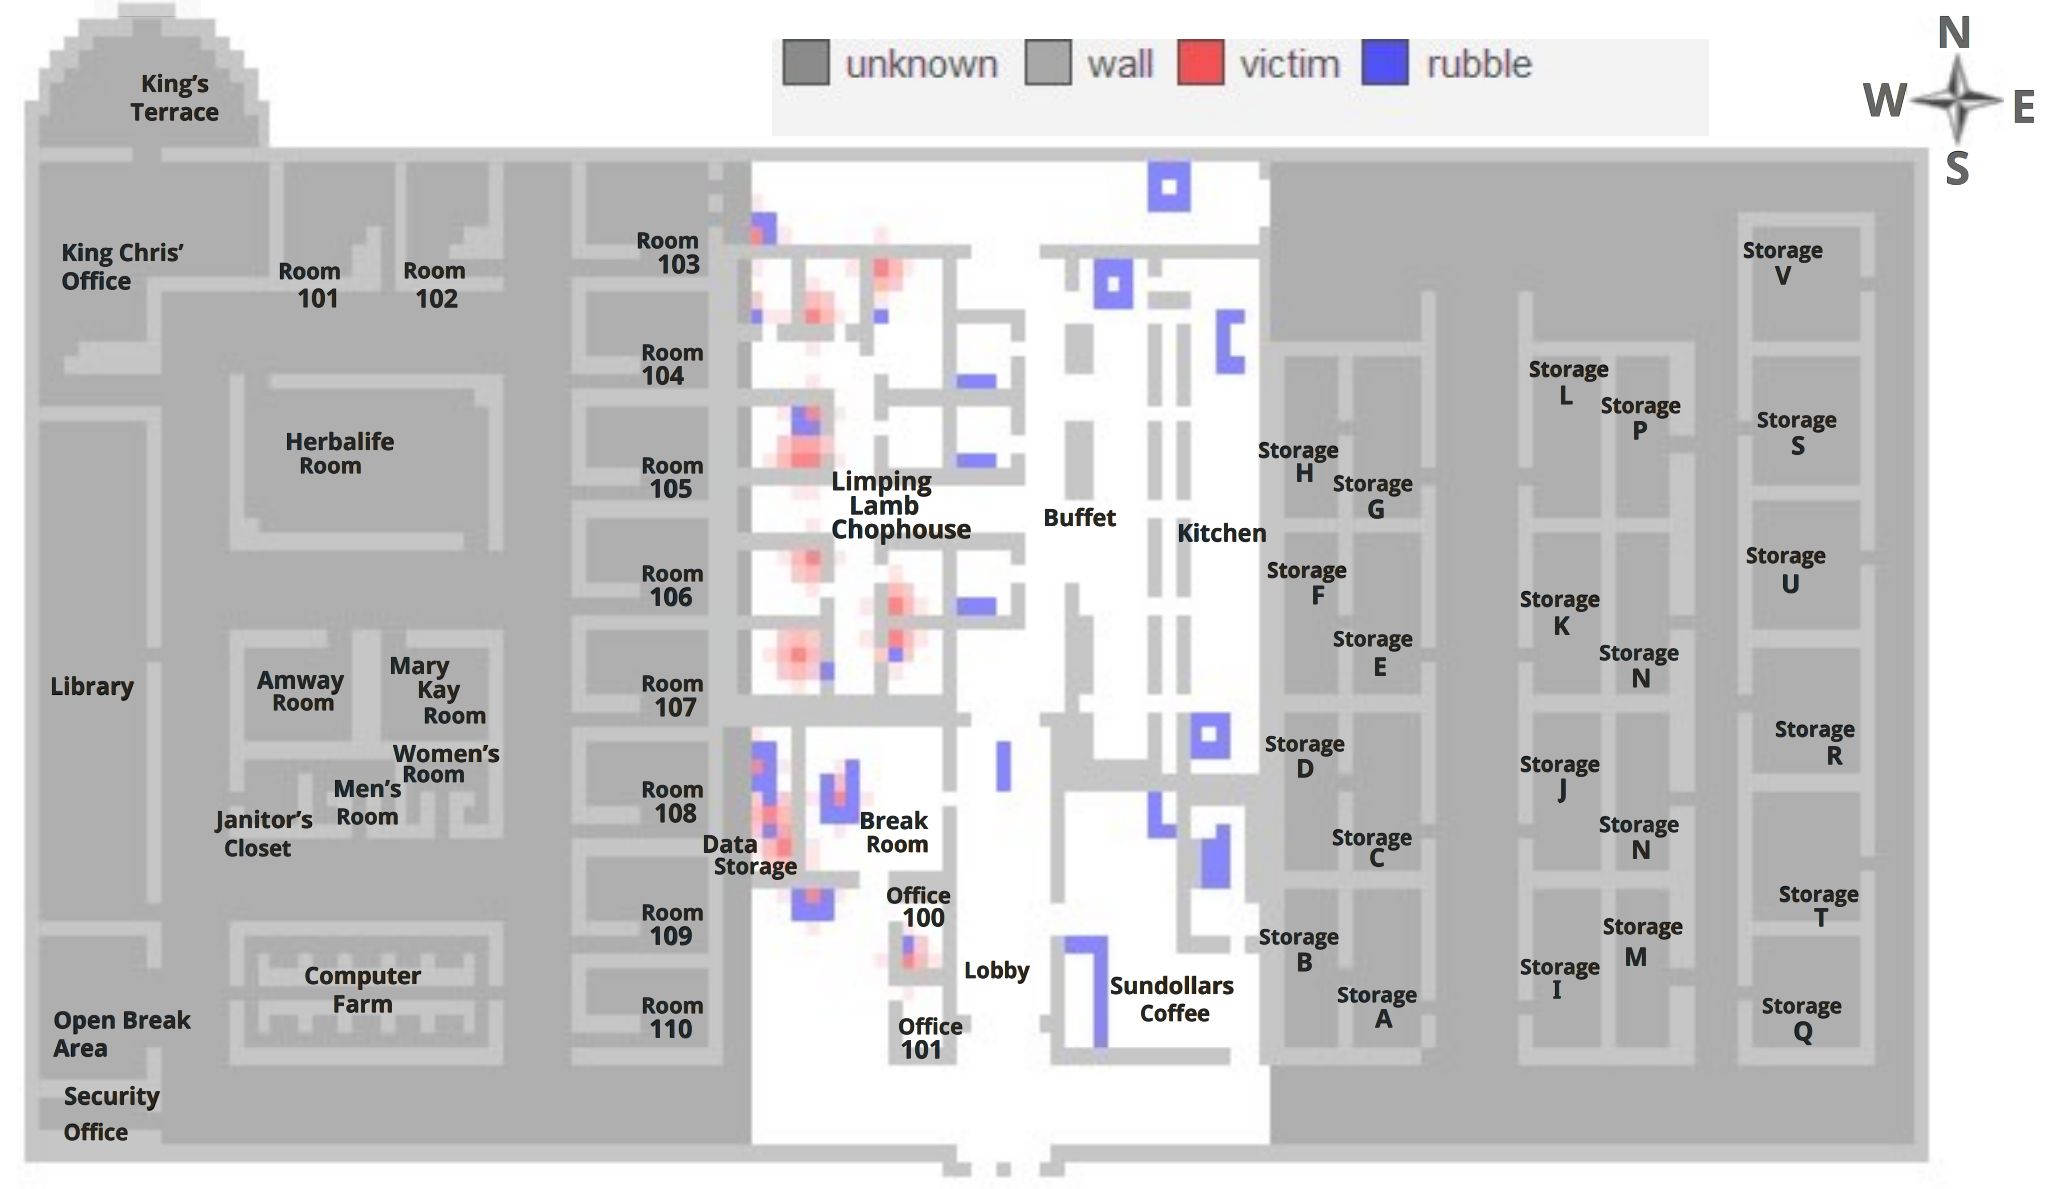 N
unknown wall victim rubble
W E
S
King's
Terrace
King Chris'
Office
Room
101
Room
102
Room
103
Storage
V
Room
104
Storage
L
Storage
P
Storage
S
Herbalife
Room
Room
105
Limping
Lamb
Chophouse
Buffet
Kitchen
Storage
H
Storage
G
Room
106
Storage
F
Storage
U
Storage
K
Storage
E
Storage
N
Library
Amway
Room
Mary
Kay
Room
Room
107
Women's
Room
Men's
Room
Janitor's
Closet
Room
108
Data
Storage
Break
Room
Storage
D
Storage
J
Storage
R
Storage
C
Storage
N
Office
100
Room
109
Storage
T
Storage
B
Storage
M
Computer
Farm
Lobby
Sundollars
Coffee
Storage
I
Storage
A
Storage
Q
Open Break
Area
Room
110
Office
101
Security
Office